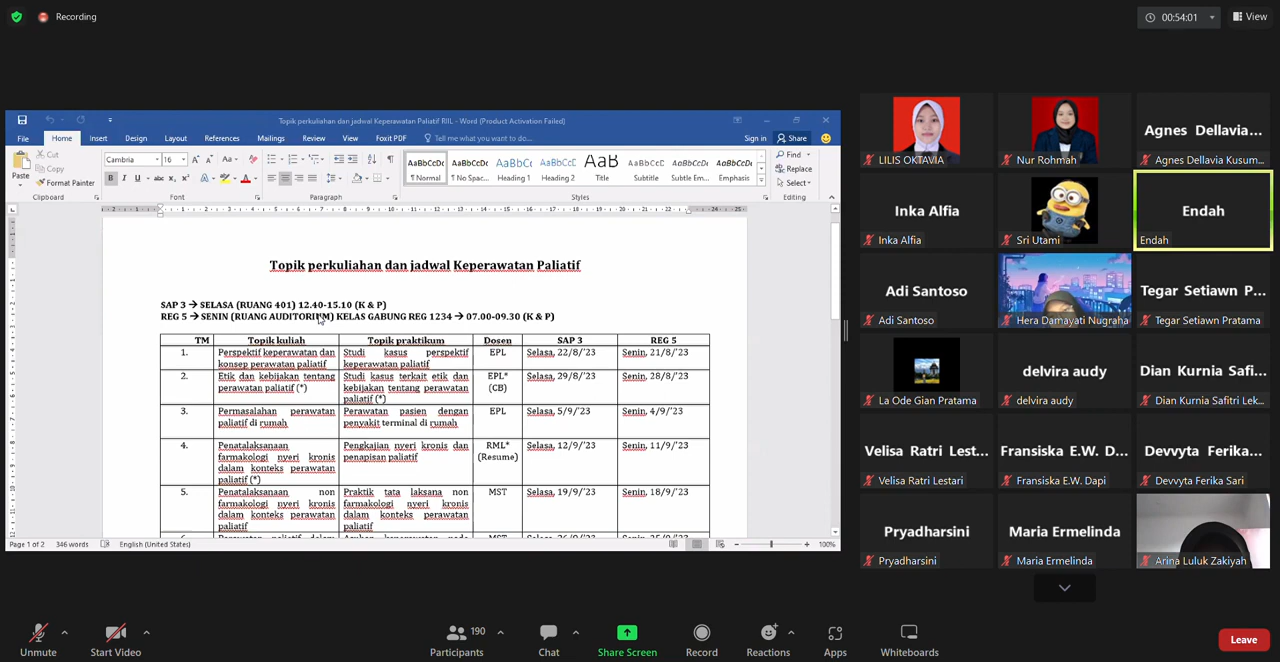 Recording
00:54:01
View
Topik perkuliahan dan jadwal Keperawatan Paliatif RIIL - Word (Product Activation Failed)
File Home Insert Design Layout References Mailings Review View Foxit PDF Tell me what you want to do... Sign in Share
Paste
Cut
Copy
Format Painter
Clipboard
Cambria 16
Font
Paragraph
AaBbCcDc AaBbCcDc AaBbCc AaBbCcD AaB AaBbCcD AaBbCcDc AaBbCcDc
¶ Normal ¶ No Spac... Heading 1 Heading 2 Title Subtitle Subtle Em... Emphasis
Styles
Find
Replace
Select
Editing
Topik perkuliahan dan jadwal Keperawatan Paliatif
SAP 3 → SELASA (RUANG 401) 12.40-15.10 (K & P)
REG 5 → SENIN (RUANG AUDITORIUM) KELAS GABUNG REG 1234 → 07.00-09.30 (K & P)
TM Topik kuliah Topik praktikum Dosen SAP 3 REG 5
1. Perspektif keperawatan dan konsep perawatan paliatif
Studi kasus perspektif keperawatan paliatif
EPL
Selasa, 22/8/'23
Senin, 21/8/'23
2. Etik dan kebijakan tentang perawatan paliatif (*)
Studi kasus terkait etik dan kebijakan tentang perawatan paliatif (*)
EPL* (CB)
Selasa, 29/8/'23
Senin, 28/8/'23
3. Permasalahan perawatan paliatif di rumah
Perawatan pasien dengan penyakit terminal di rumah
EPL
Selasa, 5/9/'23
Senin, 4/9/'23
4. Penatalaksanaan farmakologi nyeri kronis dalam konteks perawatan paliatif (*)
Pengkajian nyeri kronis dan penapisan paliatif
RML* (Resume)
Selasa, 12/9/'23
Senin, 11/9/'23
5. Penatalaksanaan non farmakologi nyeri kronis dalam konteks perawatan paliatif
Praktik tata laksana non farmakologi nyeri kronis dalam konteks perawatan paliatif
MST
Selasa, 19/9/'23
Senin, 18/9/'23
Page 1 of 2 346 words English (United States) 100%
LILIS OKTAVIA
Nur Rohmah
Agnes Dellavia...
Agnes Dellavia Kusum...
Inka Alfia
Inka Alfia
Sri Utami
Endah
Endah
Adi Santoso
Adi Santoso
Hera Damayati Nugraha
Tegar Setiawn P...
Tegar Setiawn Pratama
La Ode Gian Pratama
delvira audy
delvira audy
Dian Kurnia Safi...
Dian Kurnia Safitri Lek...
Velisa Ratri Lest...
Velisa Ratri Lestari
Fransiska E.W. D...
Fransiska E.W. Dapi
Devvyta Ferika...
Devvyta Ferika Sari
Pryadharsini
Pryadharsini
Maria Ermelinda
Maria Ermelinda
Arina Luluk Zakiyah
Unmute
Start Video
190
Participants
Chat
Share Screen
Record
Reactions
Apps
Whiteboards
Leave